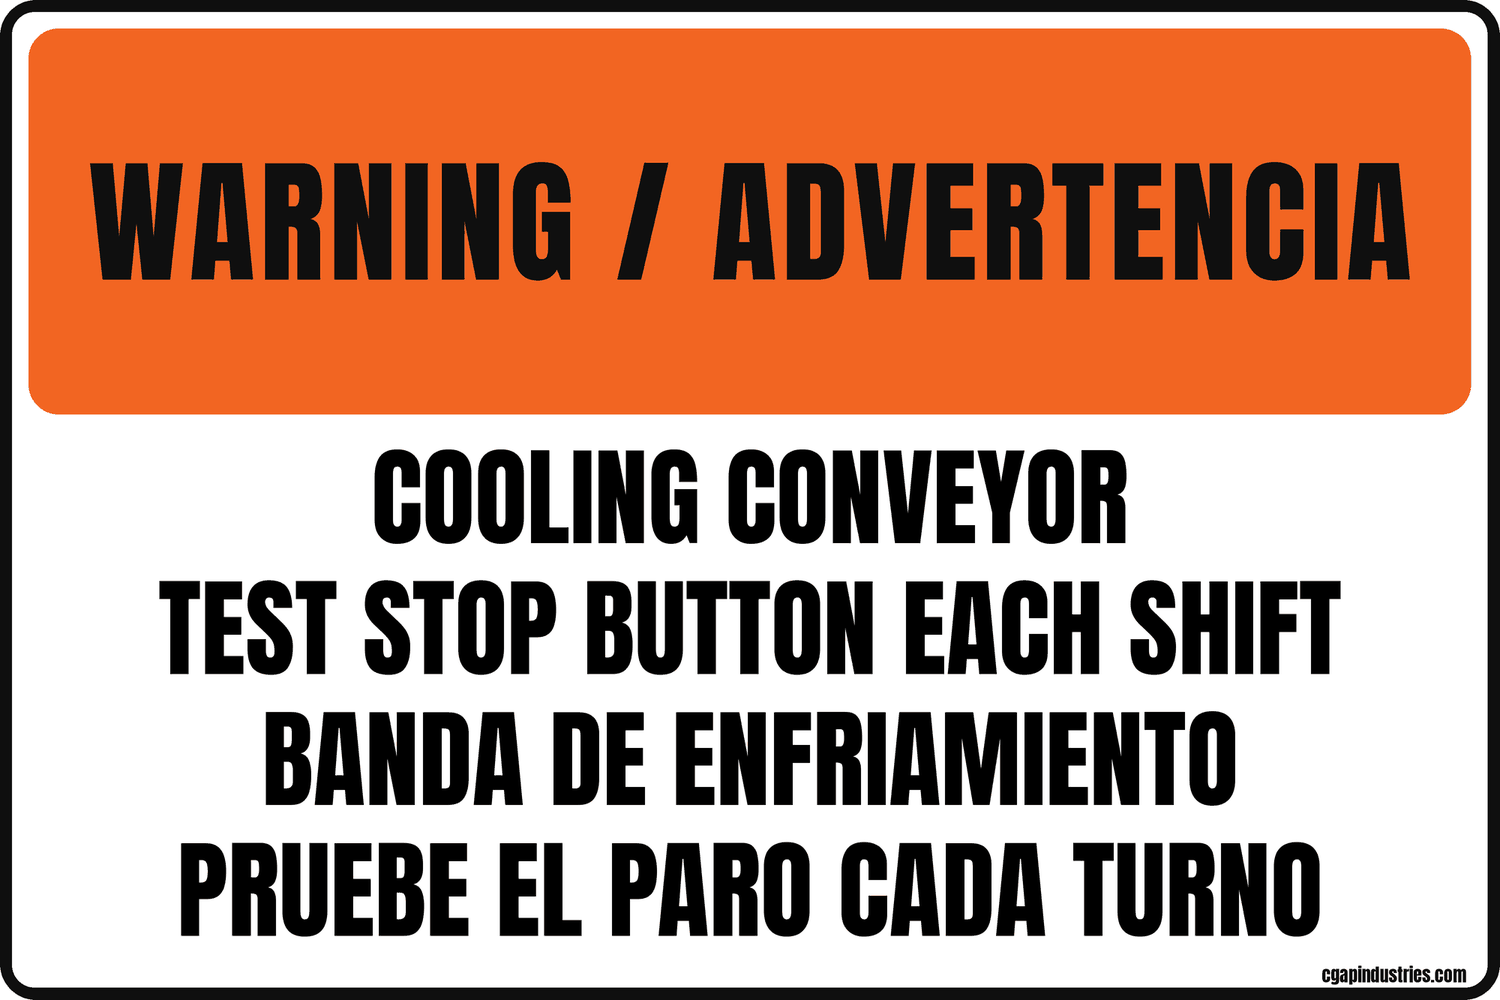 WARNING / ADVERTENCIA
COOLING CONVEYOR
TEST STOP BUTTON EACH SHIFT
BANDA DE ENFRIAMIENTO
PRUEBE EL PARO CADA TURNO
cgapindustries.com